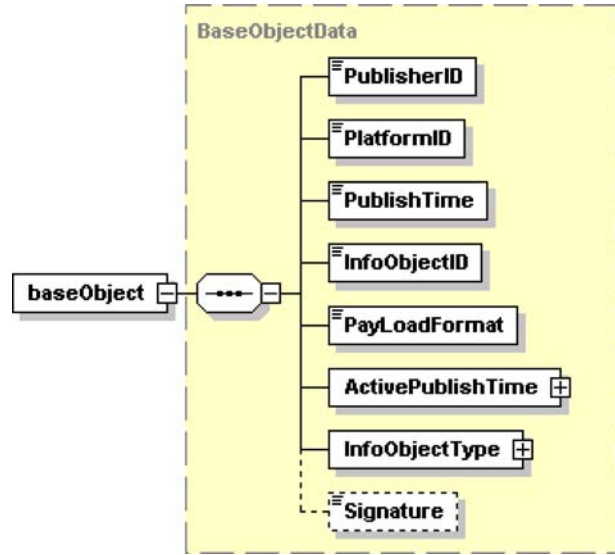 BaseObjectData
PublisherID
PlatformID
PublishTime
InfoObjectID
baseObject
PayLoadFormat
ActivePublishTime
InfoObjectType
Signature